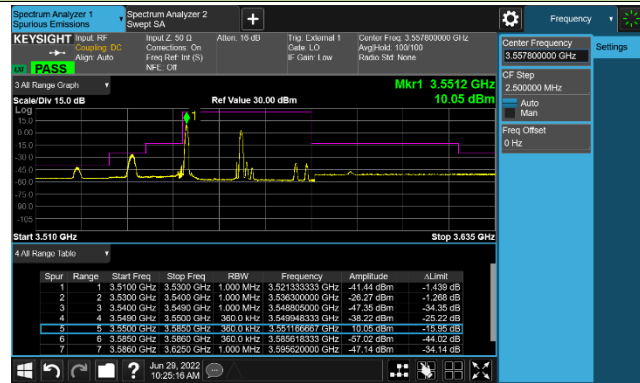 Spectrum Analyzer 1
Spurious Emissions
Spectrum Analyzer 2
Swept SA
Frequency
KEYSIGHT
Input: RF
Coupling: DC
Align: Auto
Input Z: 50 Ω
Corrections: On
Freq Ref: Int (S)
NFE: Off
Atten: 16 dB
Trig: External 1
Gate: LO
IF Gain: Low
Center Freq: 3.557800000 GHz
Avg|Hold: 100/100
Radio Std: None
PASS
Center Frequency
3.557800000 GHz
Settings
CF Step
2.500000 MHz
Auto
Man
Freq Offset
0 Hz
3 All Range Graph
Mkr1 3.5512 GHz
10.05 dBm
Scale/Div 15.0 dB
Ref Value 30.00 dBm
Log
15.0
0.00
-15.0
-30.0
-45.0
-60.0
-75.0
-90.0
-105
1
Start 3.510 GHz
Stop 3.635 GHz
4 All Range Table
Spur Range Start Freq Stop Freq RBW Frequency Amplitude ΔLimit
1 1 3.5100 GHz 3.5300 GHz 1.000 MHz 3.521333333 GHz -41.44 dBm -1.439 dB
2 2 3.5300 GHz 3.5400 GHz 1.000 MHz 3.536300000 GHz -26.27 dBm -1.268 dB
3 3 3.5400 GHz 3.5490 GHz 1.000 MHz 3.548805000 GHz -47.35 dBm -34.35 dB
4 4 3.5490 GHz 3.5500 GHz 360.0 kHz 3.549948333 GHz -38.22 dBm -25.22 dB
5 5 3.5500 GHz 3.5850 GHz 360.0 kHz 3.551166667 GHz 10.05 dBm -15.95 dB
6 6 3.5850 GHz 3.5860 GHz 360.0 kHz 3.585618333 GHz -57.02 dBm -44.02 dB
7 7 3.5860 GHz 3.6250 GHz 1.000 MHz 3.595620000 GHz -47.14 dBm -34.14 dB
Jun 29, 2022
10:25:16 AM